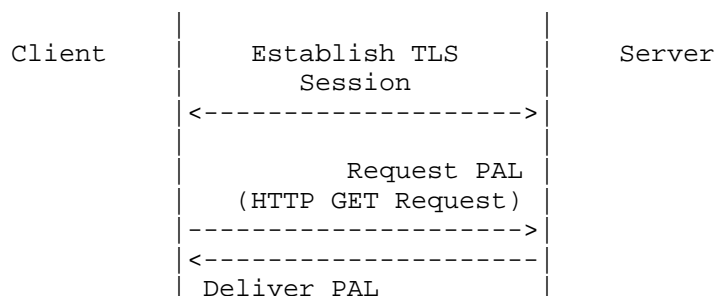 Client Establish TLS Server
Session
Request PAL
(HTTP GET Request)
Deliver PAL